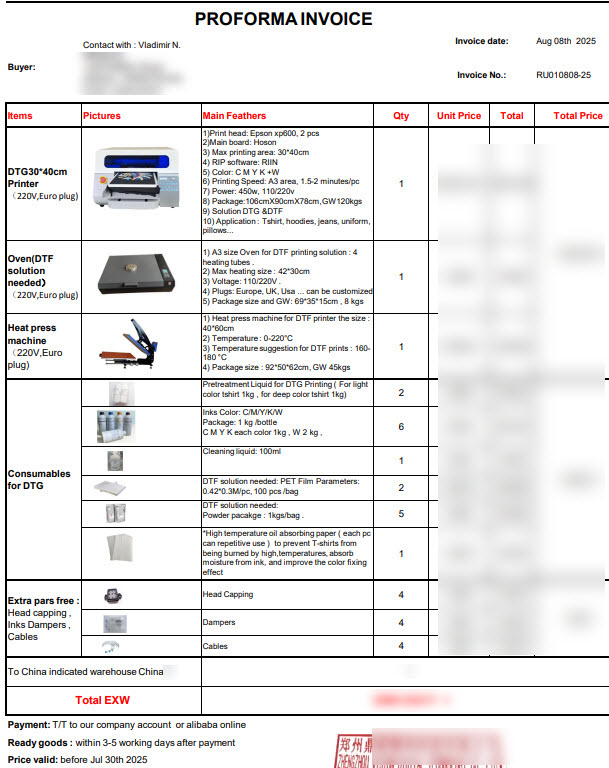 PROFORMA INVOICE
Contact with : Vladimir N.
Invoice date: Aug 08th 2025
Buyer:
Invoice No.: RU010808-25
Items Pictures Main Feathers Qty Unit Price Total Total Price
DTG30*40cm
Printer
（220V,Euro plug)
1)Print head: Epson xp600, 2 pcs
2)Main board: Hoson
3) Max printing area: 30*40cm
4) RIP software: RIIN
5) Color: C M Y K +W
6) Printing Speed: A3 area, 1.5-2 minutes/pc
7) Power: 450w, 110/220v
8) Package:106cmX90cmX78cm,GW120kgs
9) Solution DTG &DTF
10) Application : Tshirt, hoodies, jeans, uniform,
pillows...
1
Oven(DTF
solution
needed）
（220V,Euro plug)
1) A3 size Oven for DTF printing solution : 4
heating tubes .
2) Max heating size : 42*30cm
3) Voltage: 110/220V .
4) Plugs: Europe, UK, Usa ... can be customized
5) Package size and GW: 69*35*15cm , 8 kgs
1
Heat press
machine
（220V,Euro
plug)
1) Heat press machine for DTF printer the size :
40*60cm
2) Temperature : 0-220°C
3) Temperature suggestion for DTF prints : 160-
180 °C
4) Package size : 92*50*62cm, GW 45kgs
1
Consumables
for DTG
Pretreatment Liquid for DTG Printing ( For light
color tshirt 1kg , for deep color tshirt 1kg)
2
Inks Color: C/M/Y/K/W
Package: 1 kg /bottle
C M Y K each color 1kg , W 2 kg ,
6
Cleaning liquid: 100ml
1
DTF solution needed: PET Film Parameters:
0.42*0.3M/pc, 100 pcs /bag
2
DTF solution needed:
Powder pacakge : 1kgs/bag .
5
*High temperature oil absorbing paper ( each pc
can repetitive use ) to prevent T-shirts from
being burned by high,temperatures, absorb
moisture from ink, and improve the color fixing
effect
1
Extra pars free :
Head capping ,
Inks Dampers ,
Cables
Head Capping 4
Dampers 4
Cables 4
To China indicated warehouse China
Total EXW
Payment: T/T to our company account or alibaba online
Ready goods : within 3-5 working days after payment
Price valid: before Jul 30th 2025
郑州
ZHENGZHOU